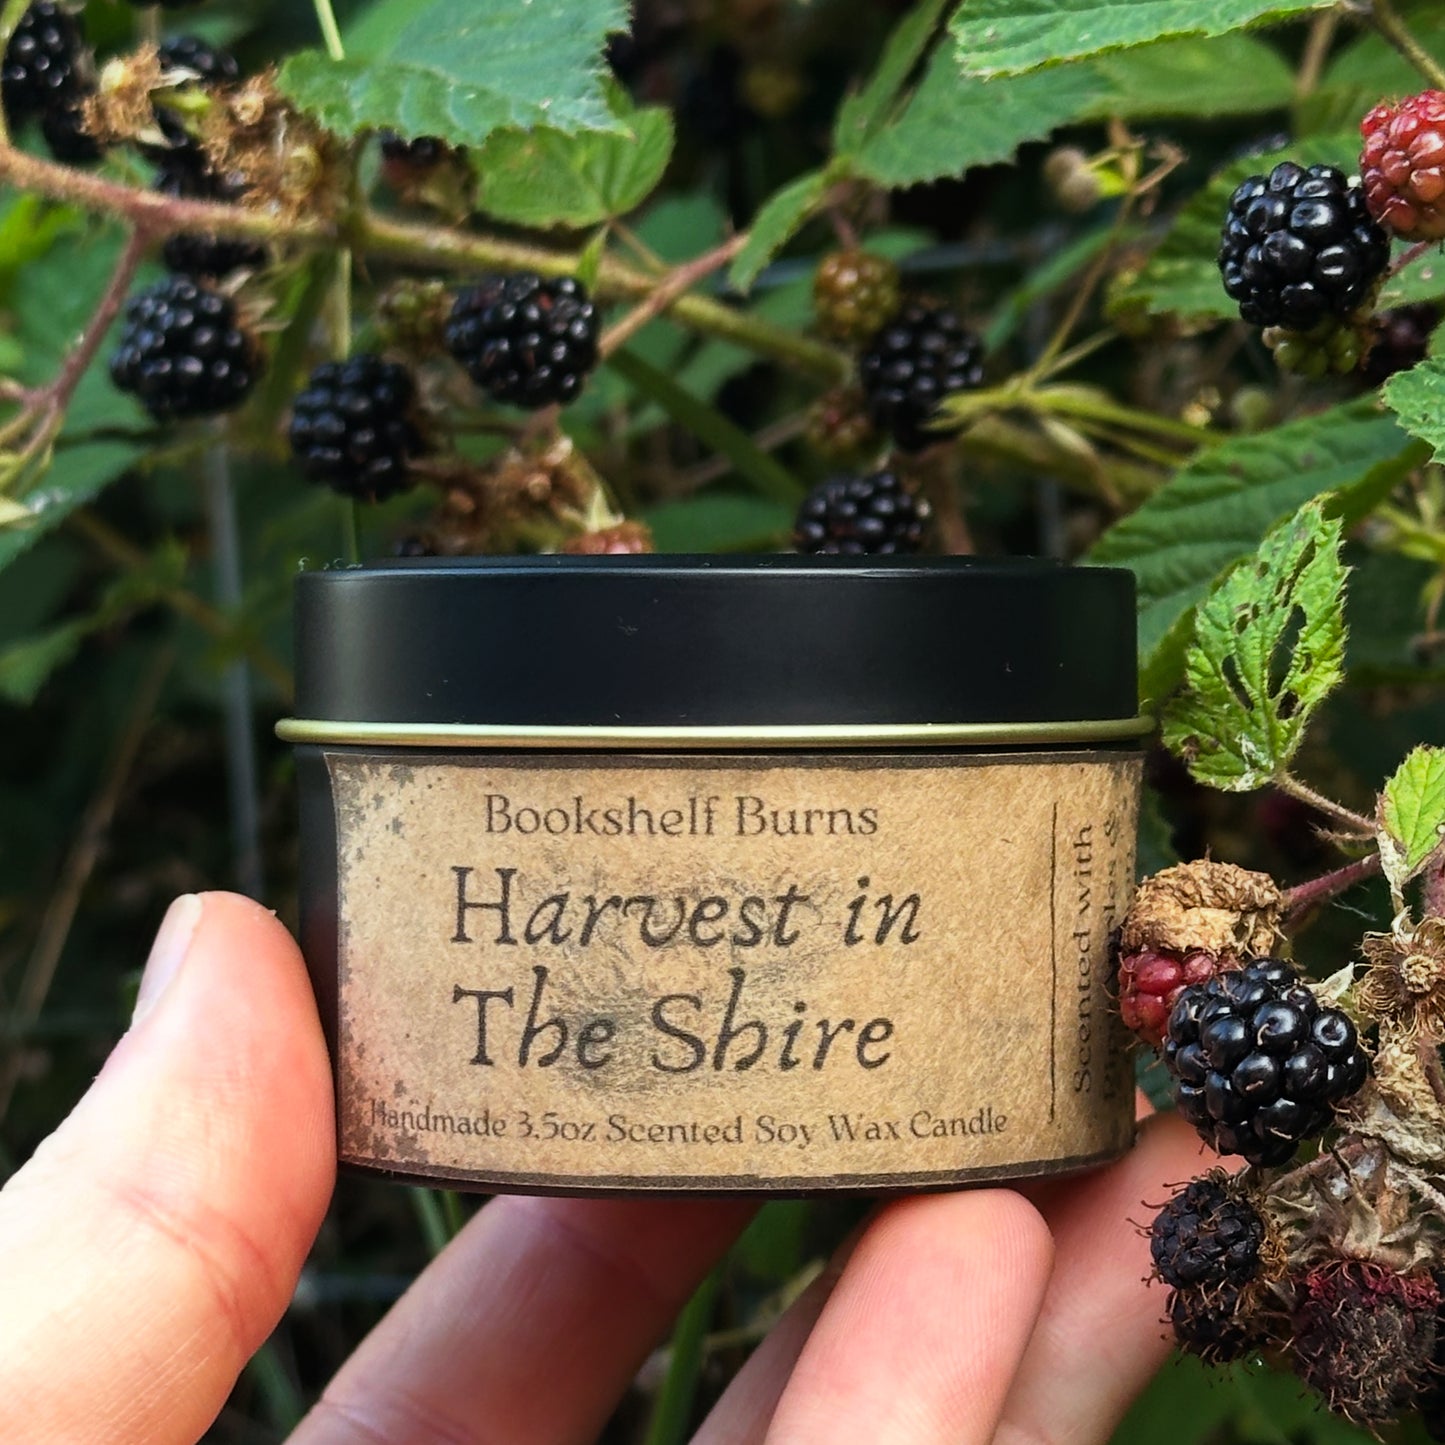 Bookshelf Burns
Harvest in
The Shire
Handmade 3.5oz Scented Soy Wax Candle
Scented with
&